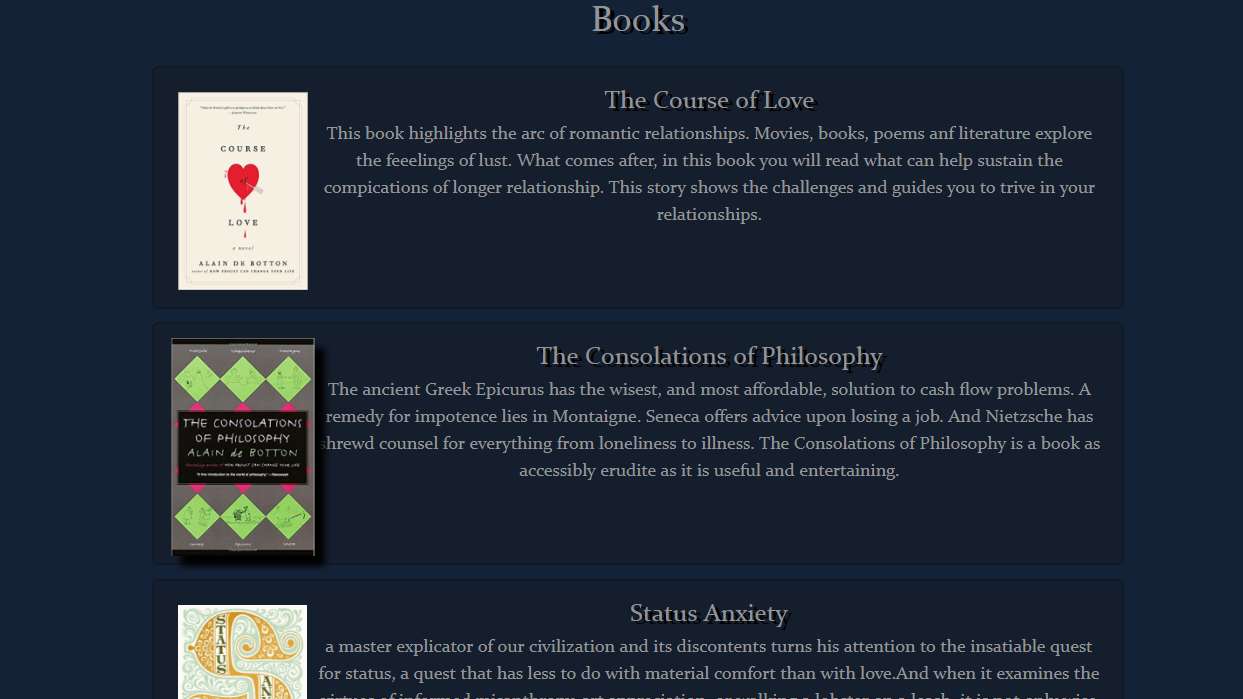 Books
The
COURSE
of
LOVE
a novel
ALAIN DE BOTTON
author of HOW PROUST CAN CHANGE YOUR LIFE
The Course of Love
This book highlights the arc of romantic relationships. Movies, books, poems anf literature explore
the feeelings of lust. What comes after, in this book you will read what can help sustain the
compications of longer relationship. This story shows the challenges and guides you to trive in your
relationships.
THE CONSOLATIONS
OF PHILOSOPHY
ALAIN de BOTTON
The Consolations of Philosophy
The ancient Greek Epicurus has the wisest, and most affordable, solution to cash flow problems. A
remedy for impotence lies in Montaigne. Seneca offers advice upon losing a job. And Nietzsche has
shrewd counsel for everything from loneliness to illness. The Consolations of Philosophy is a book as
accessibly erudite as it is useful and entertaining.
STATUS
AN
Status Anxiety
a master explicator of our civilization and its discontents turns his attention to the insatiable quest
for status, a quest that has less to do with material comfort than with love.And when it examines the